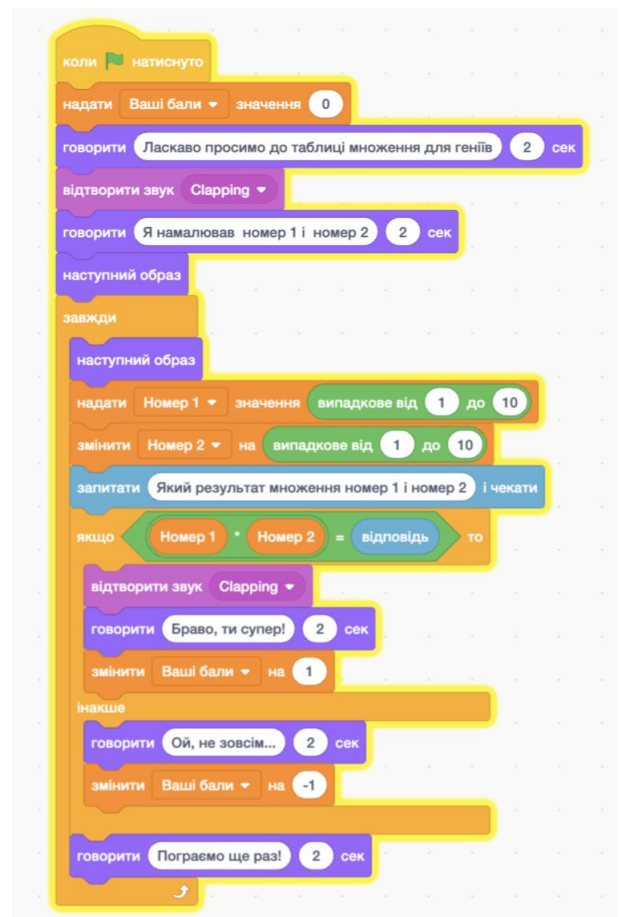 коли натиснуто
надати Ваші бали значення 0
говорити Ласкаво просимо до таблиці множення для геніїв 2 сек
відтворити звук Clapping
говорити Я намалював номер 1 і номер 2 2 сек
наступний образ
завжди
наступний образ
надати Номер 1 значення випадкове від 1 до 10
змінити Номер 2 на випадкове від 1 до 10
запитати Який результат множення номер 1 і номер 2 і чекати
якщо Номер 1 * Номер 2 = відповідь то
відтворити звук Clapping
говорити Браво, ти супер! 2 сек
змінити Ваші бали на 1
інакше
говорити Ой, не зовсім... 2 сек
змінити Ваші бали на -1
говорити Пограємо ще раз! 2 сек